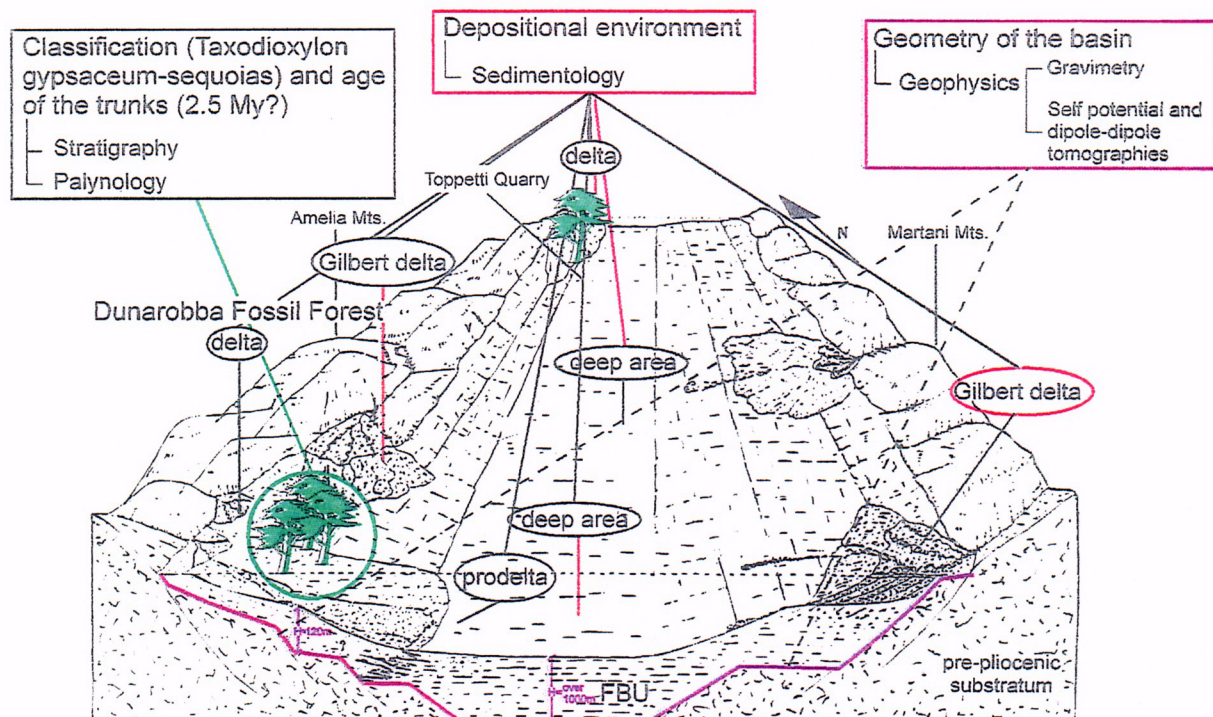 Classification (Taxodioxylon
gypsaceum-sequoias) and age
of the trunks (2.5 My?)
Stratigraphy
Palynology
Depositional environment
Sedimentology
Geometry of the basin
Geophysics
Gravimetry
Self potential and
dipole-dipole
tomographies
delta
Toppetti Quarry
Amelia Mts.
N
Martani Mts.
Gilbert delta
Dunarobba Fossil Forest
delta
deep area
Gilbert delta
deep area
prodelta
H=120m
H=over
1000m
FBU
pre-pliocenic
substratum